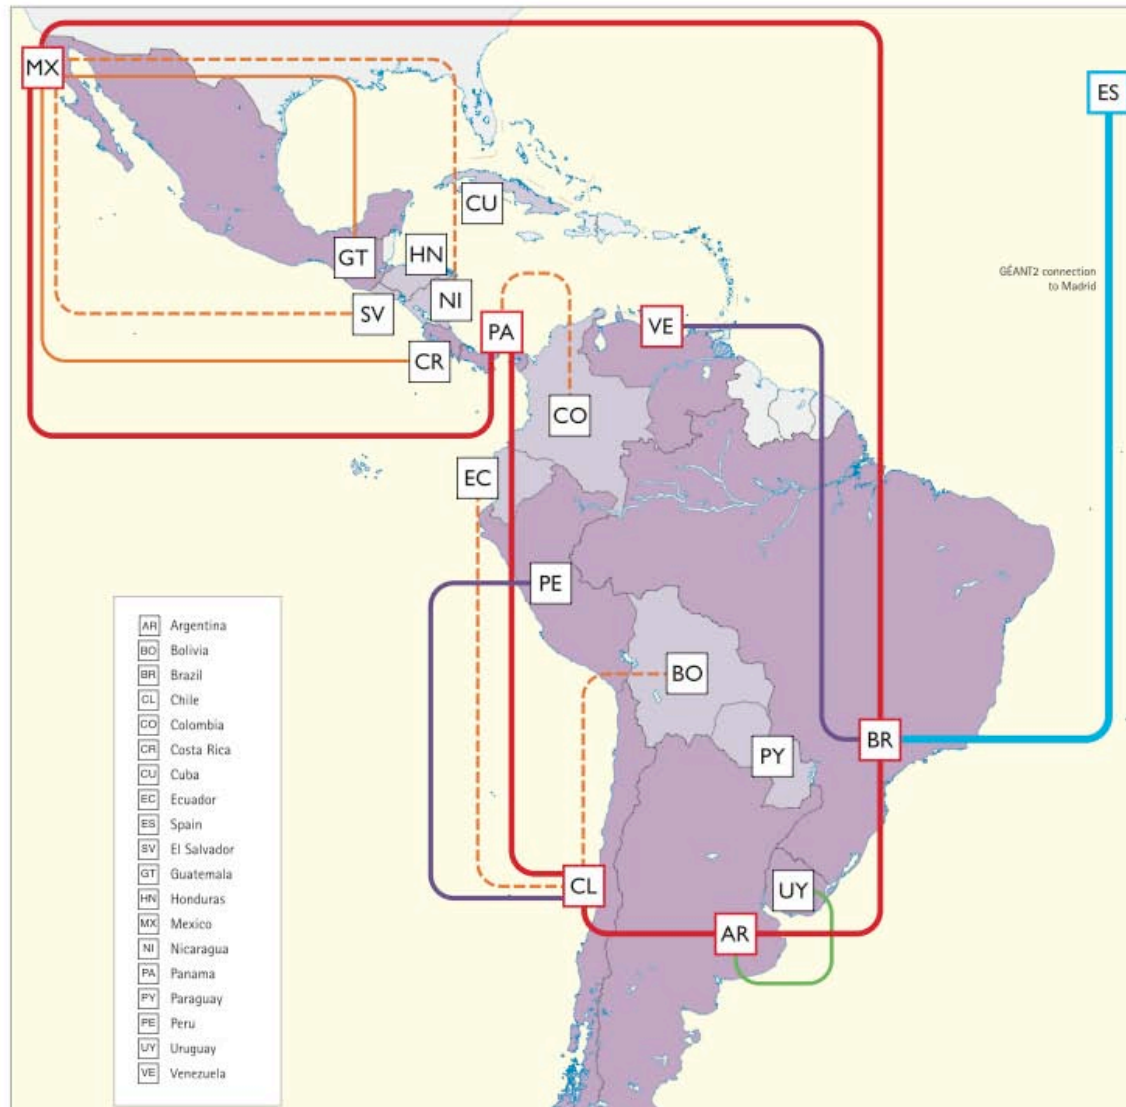 MX
ES
CU
GT
HN
GÉANT2 connection
to Madrid
NI
SV
PA
VE
CR
CO
EC
PE
BO
BR
PY
CL
UY
AR
AR Argentina
BO Bolivia
BR Brazil
CL Chile
CO Colombia
CR Costa Rica
CU Cuba
EC Ecuador
ES Spain
SV El Salvador
GT Guatemala
HN Honduras
MX Mexico
NI Nicaragua
PA Panama
PY Paraguay
PE Peru
UY Uruguay
VE Venezuela